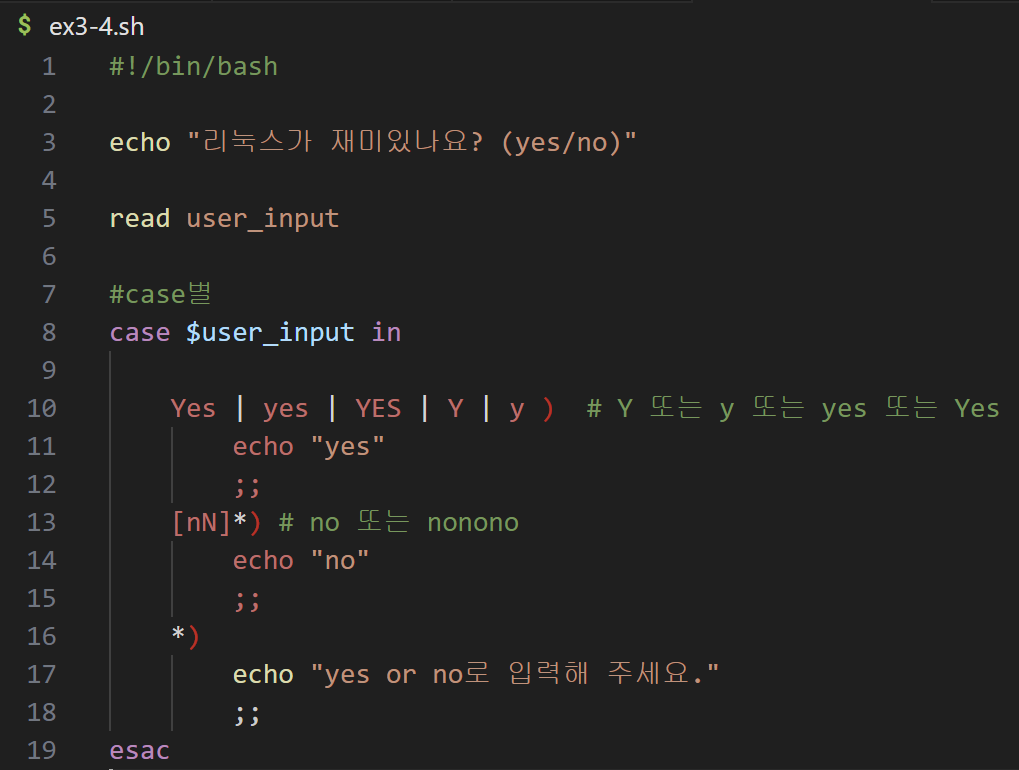 $ ex3-4.sh
1 #!/bin/bash
2
3 echo "리눅스가 재미있나요? (yes/no)"
4
5 read user_input
6
7 #case별
8 case $user_input in
9
10 Yes | yes | YES | Y | y ) # Y 또는 y 또는 yes 또는 Yes
11 echo "yes"
12 ;;
13 [nN]*) # no 또는 nonono
14 echo "no"
15 ;;
16 *)
17 echo "yes or no로 입력해 주세요."
18 ;;
19 esac